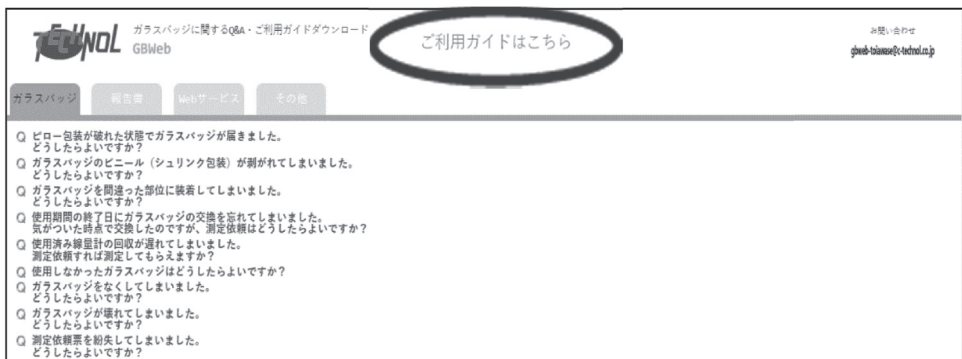 TECHNOL
ガラスバッジに関するQ&A・ご利用ガイドダウンロード
GBWeb
ご利用ガイドはこちら
お問い合わせ
gbweb-toiawase@c-technol.co.jp
ガラスバッジ
報告書
Webサービス
その他
Q ピロー包装が破れた状態でガラスバッジが届きました。
どうしたらよいですか？
Q ガラスバッジのビニール（シュリンク包装）が剥がれてしまいました。
どうしたらよいですか？
Q ガラスバッジを間違った部位に装着してしまいました。
どうしたらよいですか？
Q 使用期間の終了日にガラスバッジの交換を忘れてしまいました。
気がついた時点で交換したのですが、測定依頼はどうしたらよいですか？
Q 使用済み線量計の回収が遅れてしまいました。
測定依頼すれば測定してもらえますか？
Q 使用しなかったガラスバッジはどうしたらよいですか？
Q ガラスバッジをなくしてしまいました。
どうしたらよいですか？
Q ガラスバッジが壊れてしまいました。
どうしたらよいですか？
Q 測定依頼票を紛失してしまいました。
どうしたらよいですか？